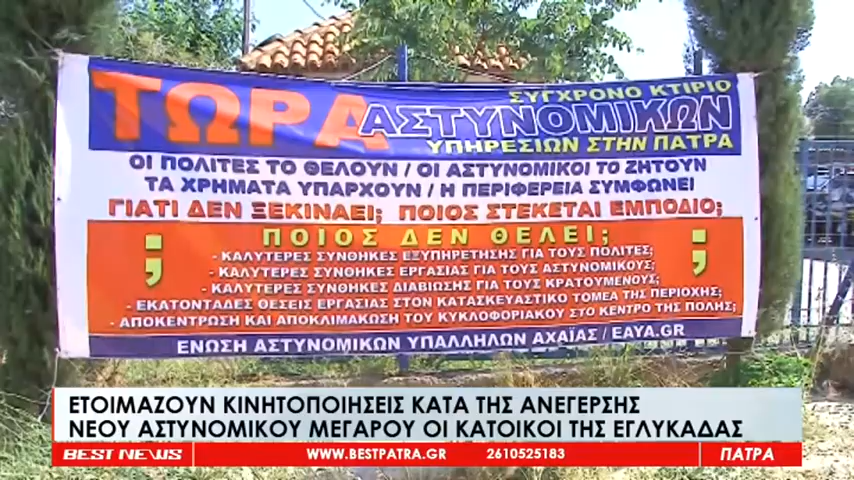 ΤΩΡΑ ΣΥΓΧΡΟΝΟ ΚΤΙΡΙΟ
ΑΣΤΥΝΟΜΙΚΩΝ
ΥΠΗΡΕΣΙΩΝ ΣΤΗΝ ΠΑΤΡΑ
ΟΙ ΠΟΛΙΤΕΣ ΤΟ ΘΕΛΟΥΝ / ΟΙ ΑΣΤΥΝΟΜΙΚΟΙ ΤΟ ΖΗΤΟΥΝ
ΤΑ ΧΡΗΜΑΤΑ ΥΠΑΡΧΟΥΝ / Η ΠΕΡΙΦΕΡΕΙΑ ΣΥΜΦΩΝΕΙ
ΓΙΑΤΙ ΔΕΝ ΞΕΚΙΝΑΕΙ; ΠΟΙΟΣ ΣΤΕΚΕΤΑΙ ΕΜΠΟΔΙΟ;
; ΠΟΙΟΣ ΔΕΝ ΘΕΛΕΙ; ;
- ΚΑΛΥΤΕΡΕΣ ΣΥΝΘΗΚΕΣ ΕΞΥΠΗΡΕΤΗΣΗΣ ΓΙΑ ΤΟΥΣ ΠΟΛΙΤΕΣ;
- ΚΑΛΥΤΕΡΕΣ ΣΥΝΘΗΚΕΣ ΕΡΓΑΣΙΑΣ ΓΙΑ ΤΟΥΣ ΑΣΤΥΝΟΜΙΚΟΥΣ;
- ΚΑΛΥΤΕΡΕΣ ΣΥΝΘΗΚΕΣ ΔΙΑΒΙΩΣΗΣ ΓΙΑ ΤΟΥΣ ΚΡΑΤΟΥΜΕΝΟΥΣ;
- ΕΚΑΤΟΝΤΑΔΕΣ ΘΕΣΕΙΣ ΕΡΓΑΣΙΑΣ ΣΤΟΝ ΚΑΤΑΣΚΕΥΑΣΤΙΚΟ ΤΟΜΕΑ ΤΗΣ ΠΕΡΙΟΧΗΣ;
- ΑΠΟΚΕΝΤΡΩΣΗ ΚΑΙ ΑΠΟΚΛΙΜΑΚΩΣΗ ΤΟΥ ΚΥΚΛΟΦΟΡΙΑΚΟΥ ΣΤΟ ΚΕΝΤΡΟ ΤΗΣ ΠΟΛΗΣ;
ΕΝΩΣΗ ΑΣΤΥΝΟΜΙΚΩΝ ΥΠΑΛΛΗΛΩΝ ΑΧΑΪΑΣ / EAYA.GR
ΕΤΟΙΜΑΖΟΥΝ ΚΙΝΗΤΟΠΟΙΗΣΕΙΣ ΚΑΤΑ ΤΗΣ ΑΝΕΓΕΡΣΗΣ
ΝΕΟΥ ΑΣΤΥΝΟΜΙΚΟΥ ΜΕΓΑΡΟΥ ΟΙ ΚΑΤΟΙΚΟΙ ΤΗΣ ΕΓΛΥΚΑΔΑΣ
BEST NEWS WWW.BESTPATRA.GR 2610525183 ΠΑΤΡΑ